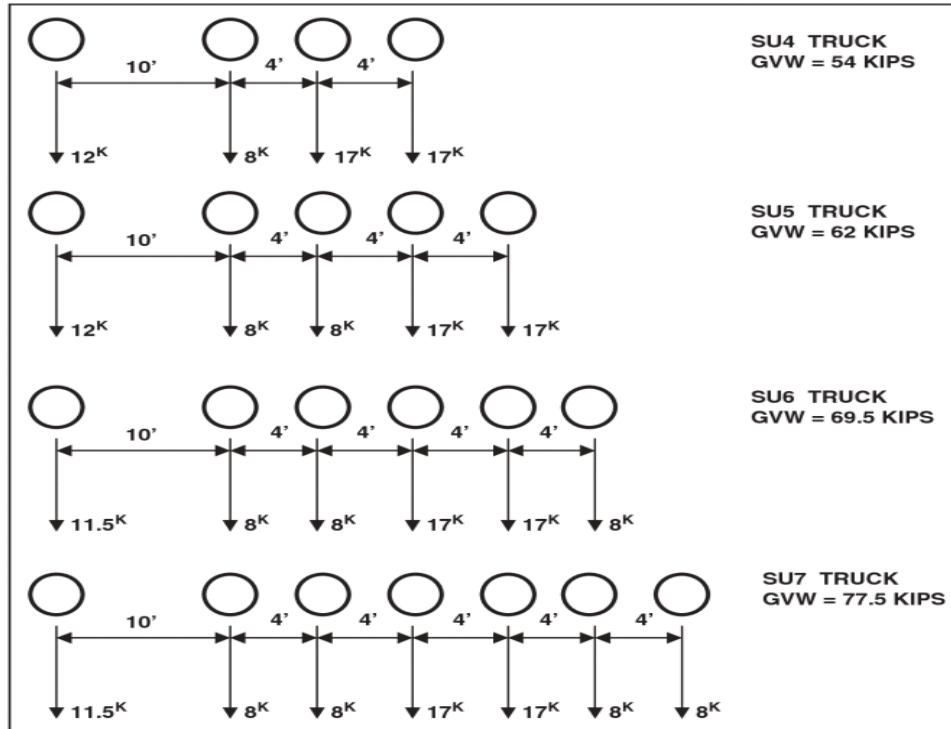 SU4 TRUCK
GVW = 54 KIPS
10’ 4’ 4’
12K 8K 17K 17K
SU5 TRUCK
GVW = 62 KIPS
10’ 4’ 4’ 4’
12K 8K 8K 17K 17K
SU6 TRUCK
GVW = 69.5 KIPS
10’ 4’ 4’ 4’ 4’
11.5K 8K 8K 17K 17K 8K
SU7 TRUCK
GVW = 77.5 KIPS
10’ 4’ 4’ 4’ 4’ 4’
11.5K 8K 8K 17K 17K 8K 8K